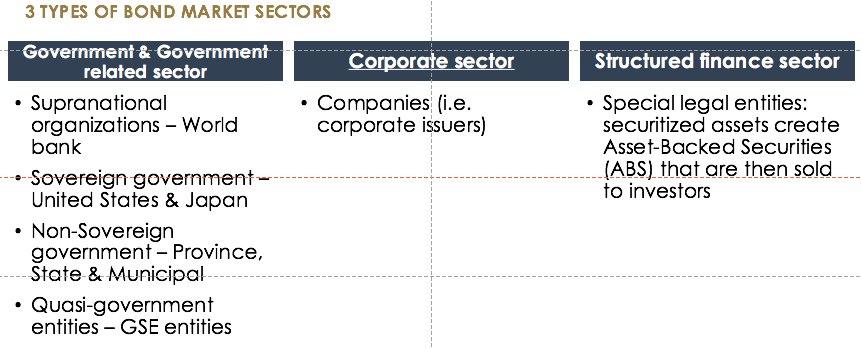 3 TYPES OF BOND MARKET SECTORS
Government & Government
related sector
• Supranational
organizations – World
bank
• Sovereign government –
United States & Japan
• Non-Sovereign
government – Province,
State & Municipal
• Quasi-government
entities – GSE entities
Corporate sector
• Companies (i.e.
corporate issuers)
Structured finance sector
• Special legal entities:
securitized assets create
Asset-Backed Securities
(ABS) that are then sold
to investors